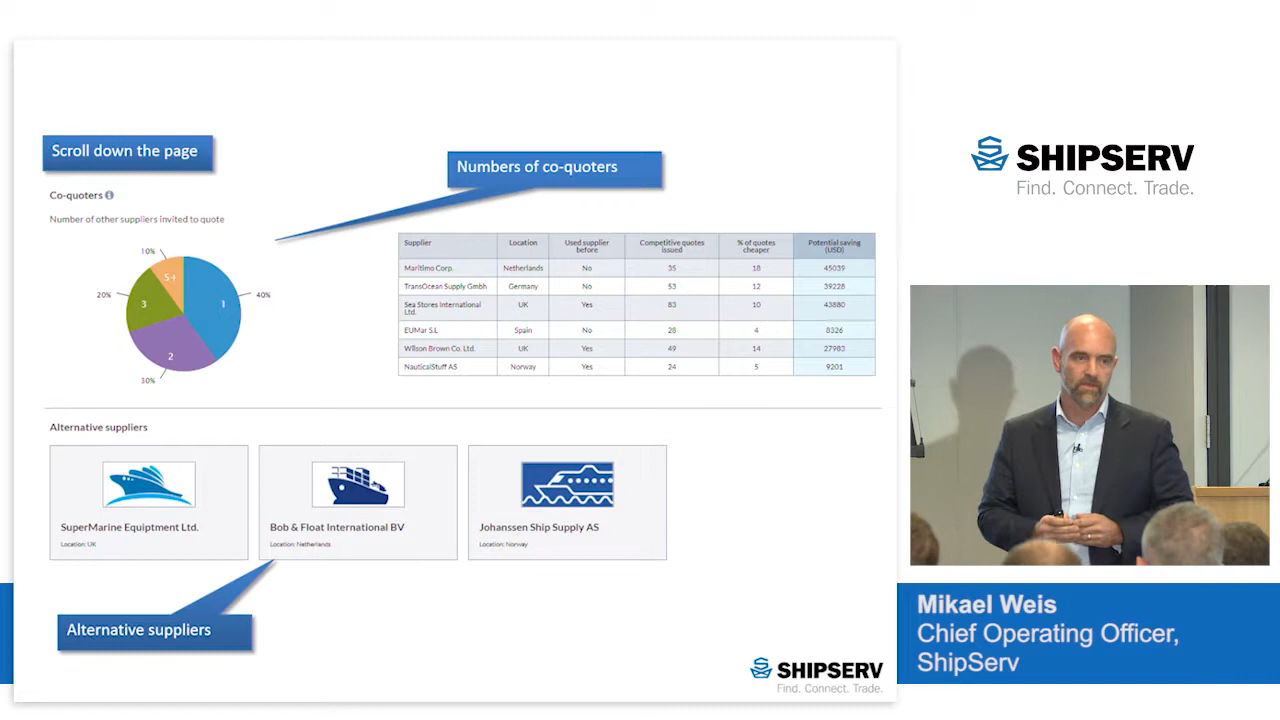 Scroll down the page
Numbers of co-quoters
Co-quoters
Number of other suppliers invited to quote
10%
5+
20%
3
1
40%
2
30%
Supplier Location Used supplier before Competitive quotes issued % of quotes cheaper Potential saving (USD)
Maritimo Corp. Netherlands No 35 18 45039
TransOcean Supply Gmbh Germany No 53 12 39228
Sea Stores International Ltd. UK Yes 83 10 43880
EUMar S.L Spain No 28 4 8326
Wilson Brown Co. Ltd. UK Yes 49 14 27983
NauticalStuff AS Norway Yes 24 5 9201
Alternative suppliers
SuperMarine Equiptment Ltd.
Location: UK
Bob & Float International BV
Location: Netherlands
Johanssen Ship Supply AS
Location: Norway
Alternative suppliers
SHIPSERV
Find. Connect. Trade.
SHIPSERV
Find. Connect. Trade.
Mikael Weis
Chief Operating Officer,
ShipServ